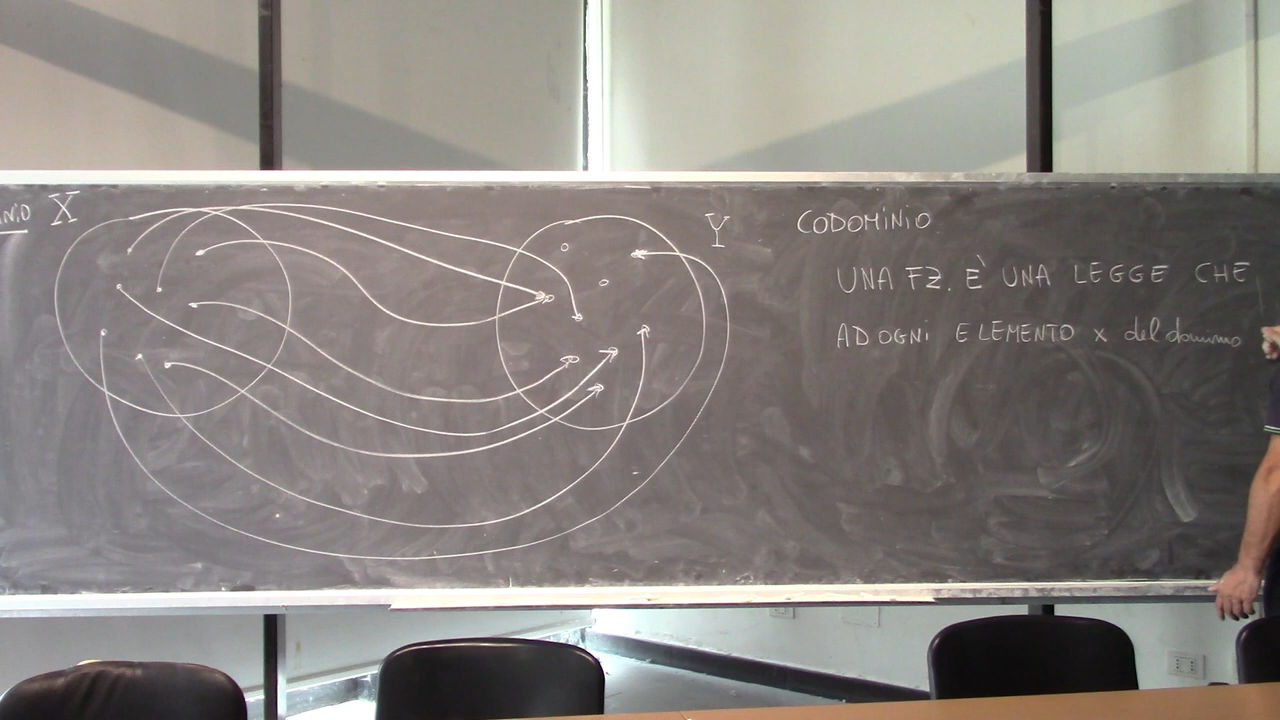 NIO X
Y CODOMINIO
UNA FZ. È UNA LEGGE CHE
AD OGNI ELEMENTO x del dominio